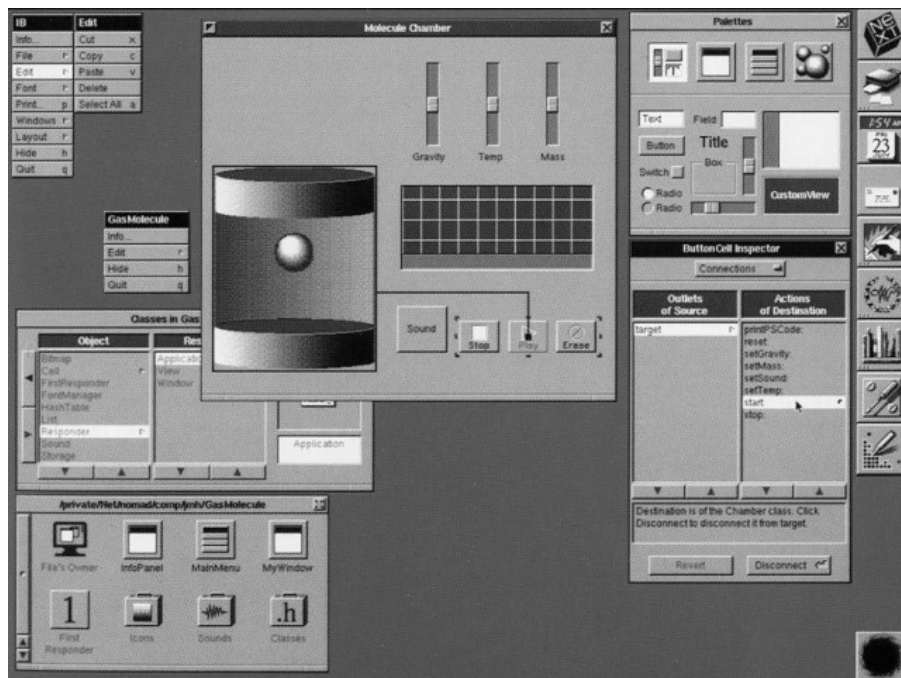 IB
Info...
File
Edit
Font
Print... p
Windows
Layout
Hide h
Quit q
Edit
Cut x
Copy c
Paste v
Delete
Select All a
Molecule Chamber
Gravity Temp Mass
Sound
Stop Play Erase
GasMolecule
Info...
Edit
Hide h
Quit q
Classes in Gas
Object
Bitmap
Cell
FirstResponder
FontManager
HashTable
List
Responder
Sound
Storage
Res
Applicatio
View
Window
Application
/private/Net/nomad/comp/jmh/GasMolecule
File's Owner InfoPanel MainMenu MyWindow
1 .h
First Responder Icons Sounds Classes
Palettes
Text Field
Button Title
Switch Box
Radio
Radio
CustomView
ButtonCell Inspector
Connections
Outlets of Source
target
Actions of Destination
printPSCode:
reset:
setGravity:
setMass:
setSound:
setTemp:
start
stop:
Destination is of the Chamber class. Click
Disconnect to disconnect it from target.
Revert Disconnect
NeXT
1:54 AM
23